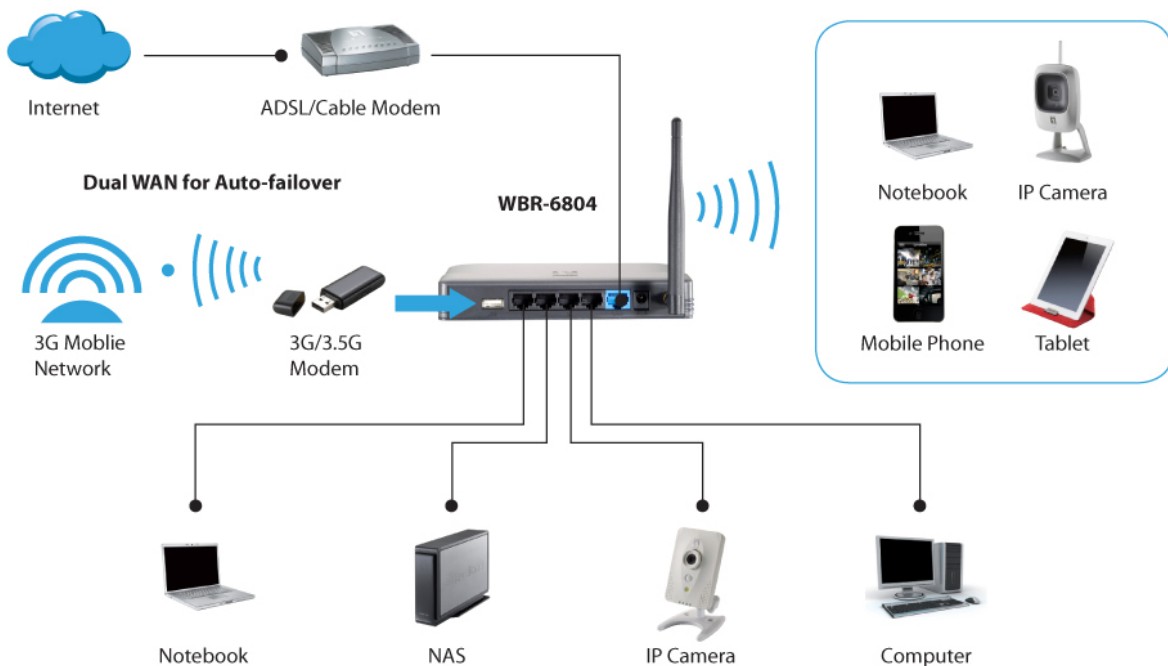 Internet
ADSL/Cable Modem
Dual WAN for Auto-failover
WBR-6804
Notebook
IP Camera
3G Moblie
Network
3G/3.5G
Modem
Mobile Phone
Tablet
Notebook
NAS
IP Camera
Computer